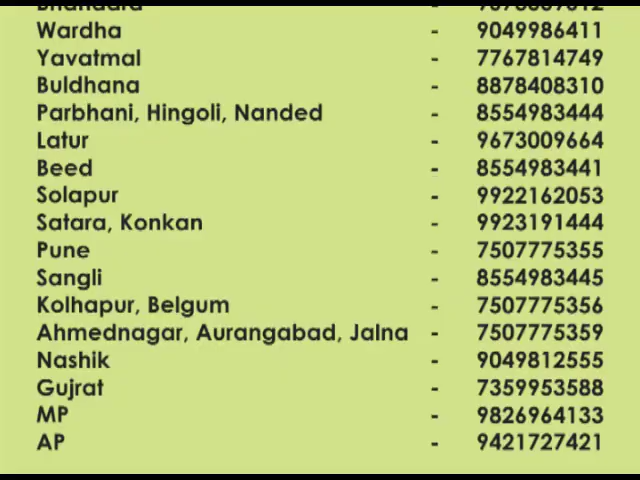 Wardha - 9049986411
Yavatmal - 7767814749
Buldhana - 8878408310
Parbhani, Hingoli, Nanded - 8554983444
Latur - 9673009664
Beed - 8554983441
Solapur - 9922162053
Satara, Konkan - 9923191444
Pune - 7507775355
Sangli - 8554983445
Kolhapur, Belgum - 7507775356
Ahmednagar, Aurangabad, Jalna - 7507775359
Nashik - 9049812555
Gujrat - 7359953588
MP - 9826964133
AP - 9421727421